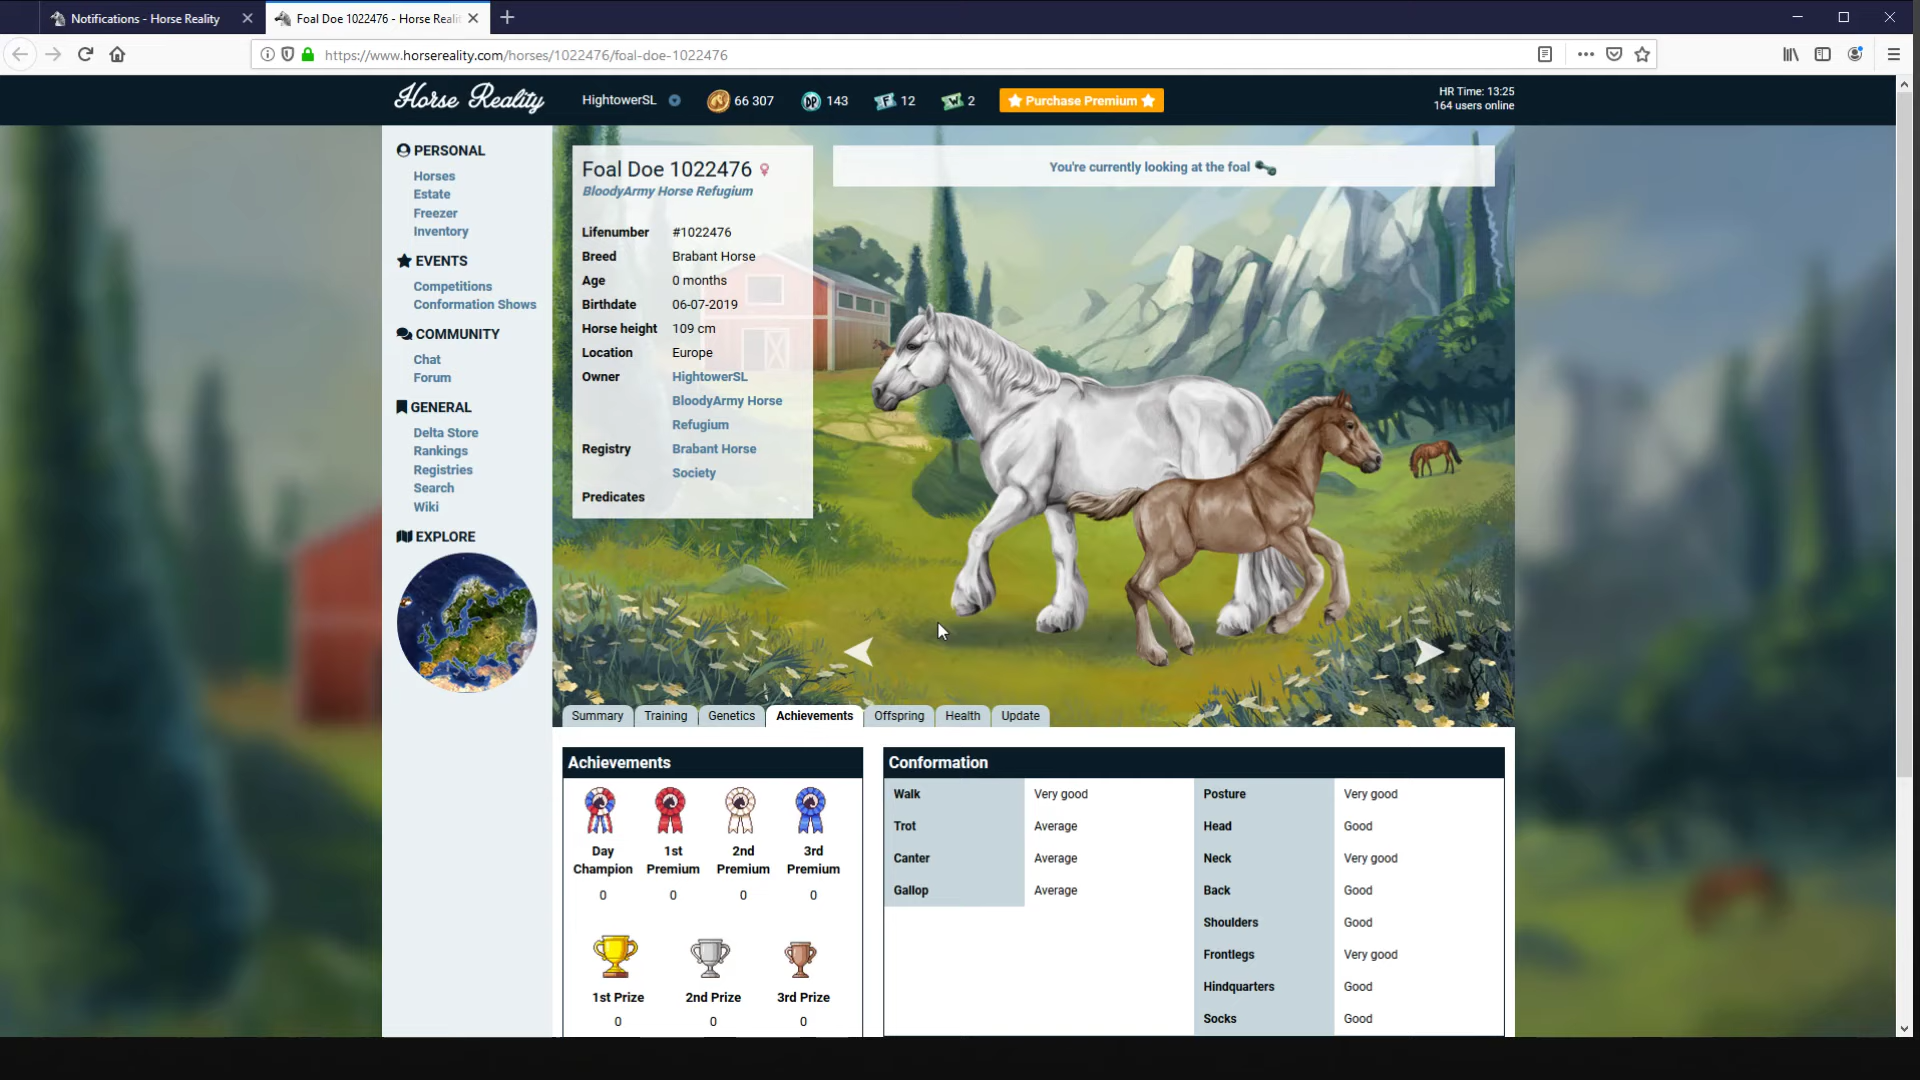 Notifications - Horse Reality
Foal Doe 1022476 - Horse Realit
https://www.horsereality.com/horses/1022476/foal-doe-1022476
Horse Reality
HightowerSL
66 307
DP
143
12
2
Purchase Premium
HR Time: 13:25
164 users online
PERSONAL
Horses
Estate
Freezer
Inventory
EVENTS
Competitions
Conformation Shows
COMMUNITY
Chat
Forum
GENERAL
Delta Store
Rankings
Registries
Search
Wiki
EXPLORE
Foal Doe 1022476
BloodyArmy Horse Refugium
Lifenumber #1022476
Breed Brabant Horse
Age 0 months
Birthdate 06-07-2019
Horse height 109 cm
Location Europe
Owner HightowerSL
BloodyArmy Horse
Refugium
Registry Brabant Horse
Society
Predicates
You're currently looking at the foal
Summary Training Genetics Achievements Offspring Health Update
Achievements
Day
Champion
0
1st
Premium
0
2nd
Premium
0
3rd
Premium
0
1st Prize
0
2nd Prize
0
3rd Prize
0
Conformation
Walk Very good
Trot Average
Canter Average
Gallop Average
Posture Very good
Head Good
Neck Very good
Back Good
Shoulders Good
Frontlegs Very good
Hindquarters Good
Socks Good